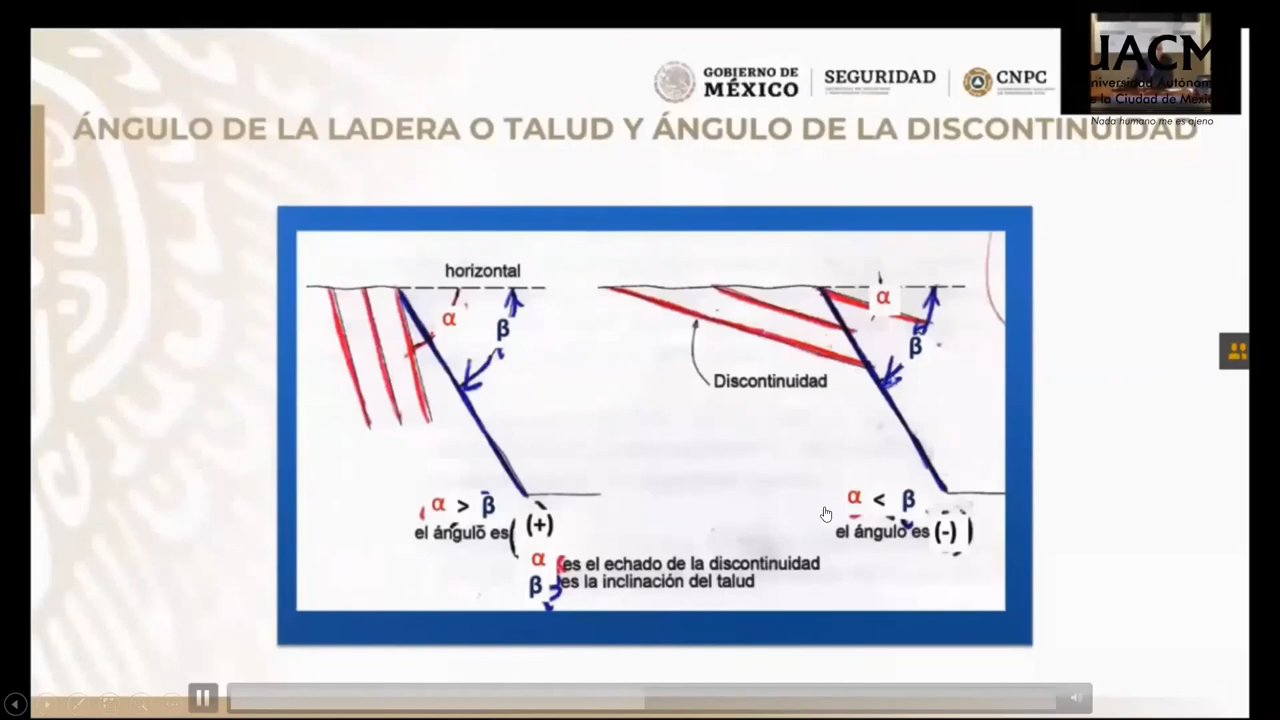 GOBIERNO DE
MÉXICO
SEGURIDAD
CNPC
UACM
Universidad Autónoma
de la Ciudad de México
Nada humano me es ajeno
ÁNGULO DE LA LADERA O TALUD Y ÁNGULO DE LA DISCONTINUIDAD
horizontal
α
β
α
β
Discontinuidad
α > β
el ángulo es (+)
α < β
el ángulo es (-)
α es el echado de la discontinuidad
β es la inclinación del talud